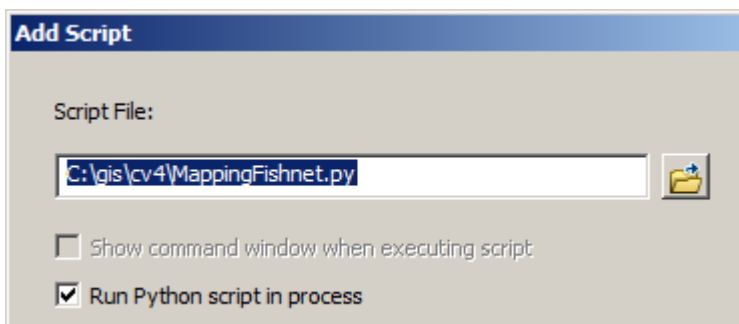 Add Script
Script File:
C:\gis\cv4\MappingFishnet.py
Show command window when executing script
Run Python script in process